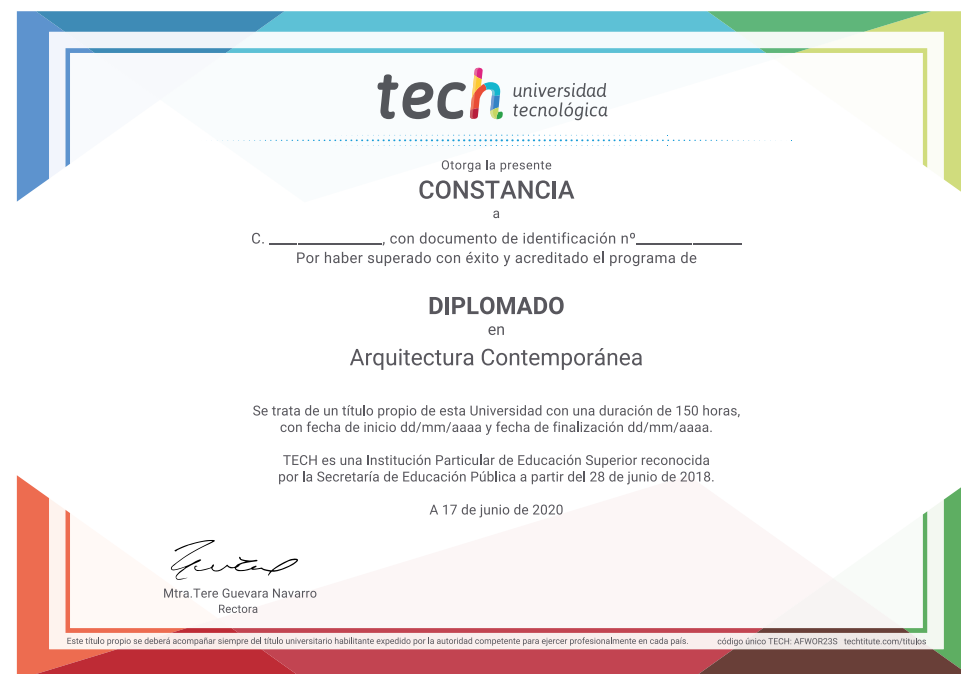 tech universidad
tecnológica
Otorga la presente
CONSTANCIA
a
C. ____________, con documento de identificación nº____________
Por haber superado con éxito y acreditado el programa de
DIPLOMADO
en
Arquitectura Contemporánea
Se trata de un título propio de esta Universidad con una duración de 150 horas,
con fecha de inicio dd/mm/aaaa y fecha de finalización dd/mm/aaaa.
TECH es una Institución Particular de Educación Superior reconocida
por la Secretaría de Educación Pública a partir del 28 de junio de 2018.
A 17 de junio de 2020
Mtra.Tere Guevara Navarro
Rectora
Este título propio se deberá acompañar siempre del título universitario habilitante expedido por la autoridad competente para ejercer profesionalmente en cada país. código único TECH: AFWOR23S techtitute.com/titulos